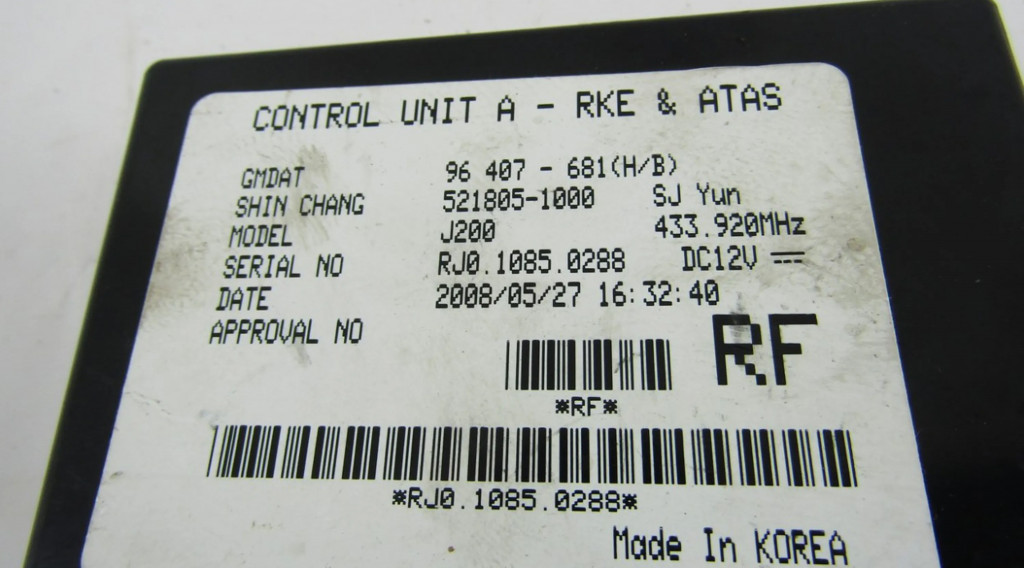 CONTROL UNIT A - RKE & ATAS
GMDAT 96 407 - 681(H/B)
SHIN CHANG 521805-1000 SJ Yun
MODEL J200 433.920MHz
SERIAL NO RJ0.1085.0288 DC12V
DATE 2008/05/27 16:32:40
APPROVAL NO
RF
*RF*
*RJ0.1085.0288*
Made In KOREA